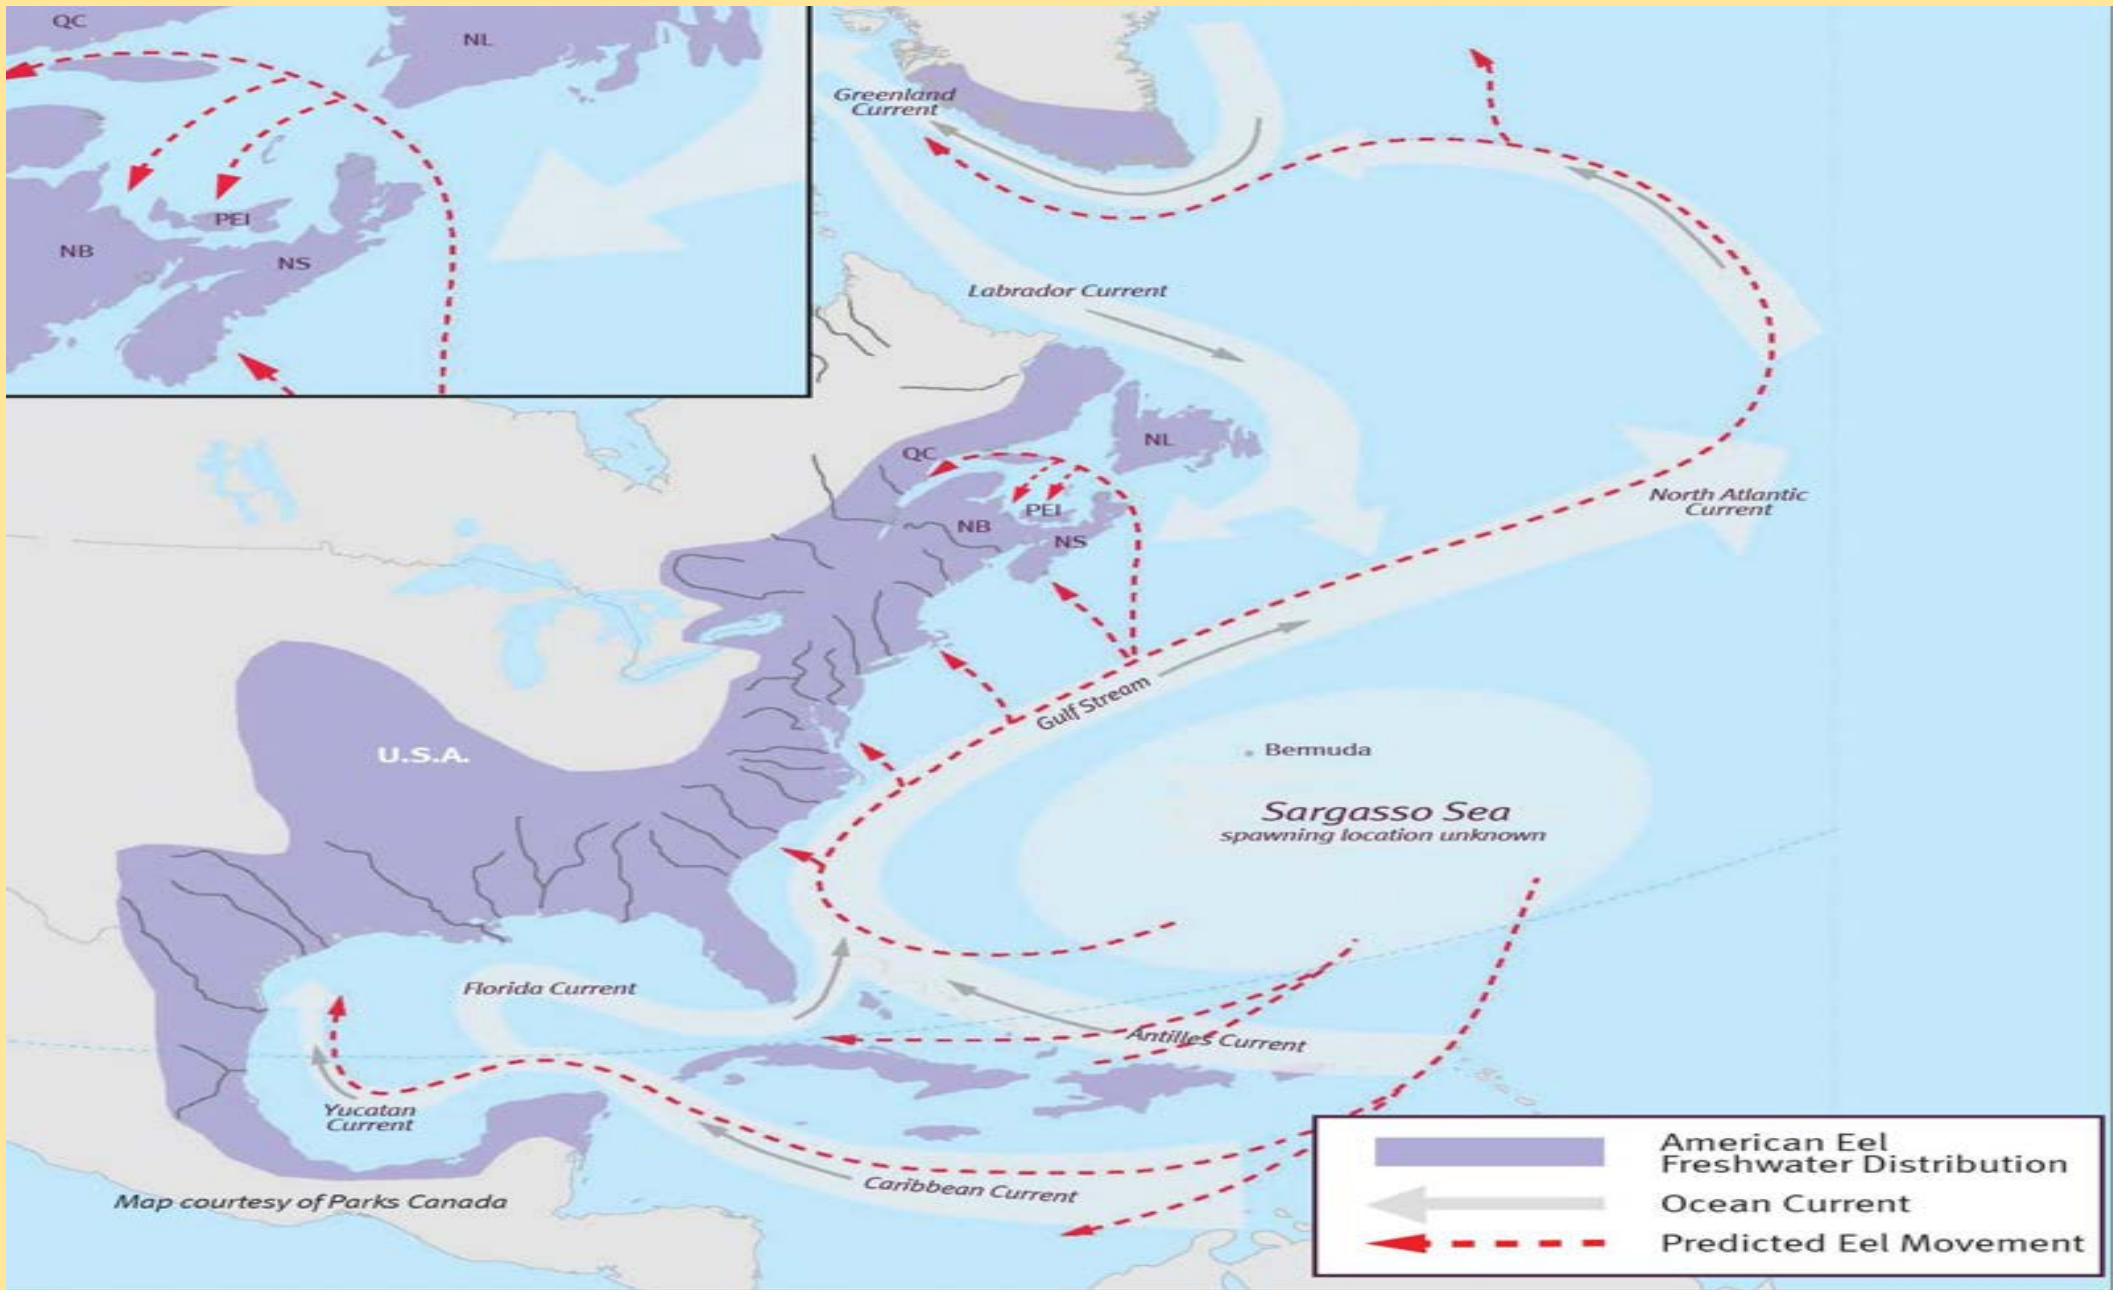 QC
NL
PEI
NB
NS
Greenland
Current
Labrador Current
QC
NL
PEI
NB
NS
North Atlantic
Current
Gulf Stream
U.S.A.
Bermuda
Sargasso Sea
spawning location unknown
Florida Current
Antilles Current
Yucatan
Current
Caribbean Current
Map courtesy of Parks Canada
American Eel
Freshwater Distribution
Ocean Current
Predicted Eel Movement